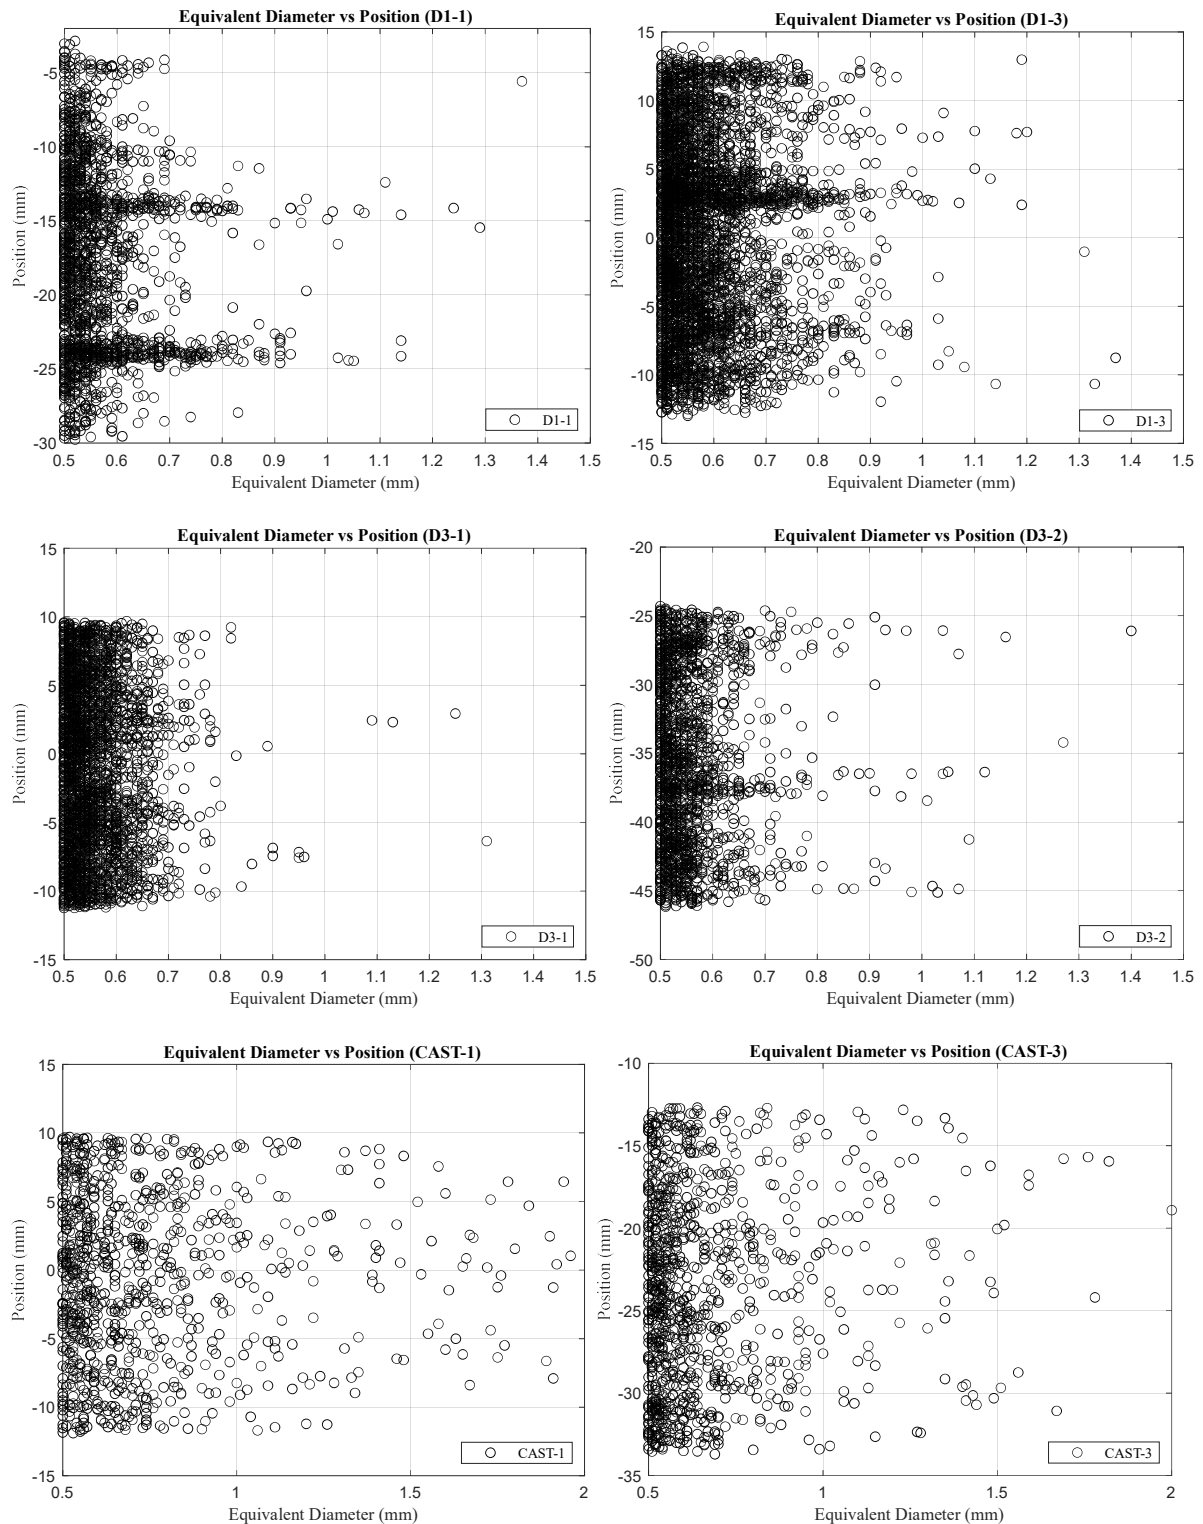 Equivalent Diameter vs Position (D1-1)
-5
-10
-15
-20
-25
-30
Position (mm)
0.5 0.6 0.7 0.8 0.9 1 1.1 1.2 1.3 1.4 1.5
Equivalent Diameter (mm)
D1-1
Equivalent Diameter vs Position (D1-3)
15
10
5
0
-5
-10
-15
Position (mm)
0.5 0.6 0.7 0.8 0.9 1 1.1 1.2 1.3 1.4 1.5
Equivalent Diameter (mm)
D1-3
Equivalent Diameter vs Position (D3-1)
15
10
5
0
-5
-10
-15
Position (mm)
0.5 0.6 0.7 0.8 0.9 1 1.1 1.2 1.3 1.4 1.5
Equivalent Diameter (mm)
D3-1
Equivalent Diameter vs Position (D3-2)
-20
-25
-30
-35
-40
-45
-50
Position (mm)
0.5 0.6 0.7 0.8 0.9 1 1.1 1.2 1.3 1.4 1.5
Equivalent Diameter (mm)
D3-2
Equivalent Diameter vs Position (CAST-1)
15
10
5
0
-5
-10
-15
Position (mm)
0.5 1 1.5 2
Equivalent Diameter (mm)
CAST-1
Equivalent Diameter vs Position (CAST-3)
-10
-15
-20
-25
-30
-35
Position (mm)
0.5 1 1.5 2
Equivalent Diameter (mm)
CAST-3